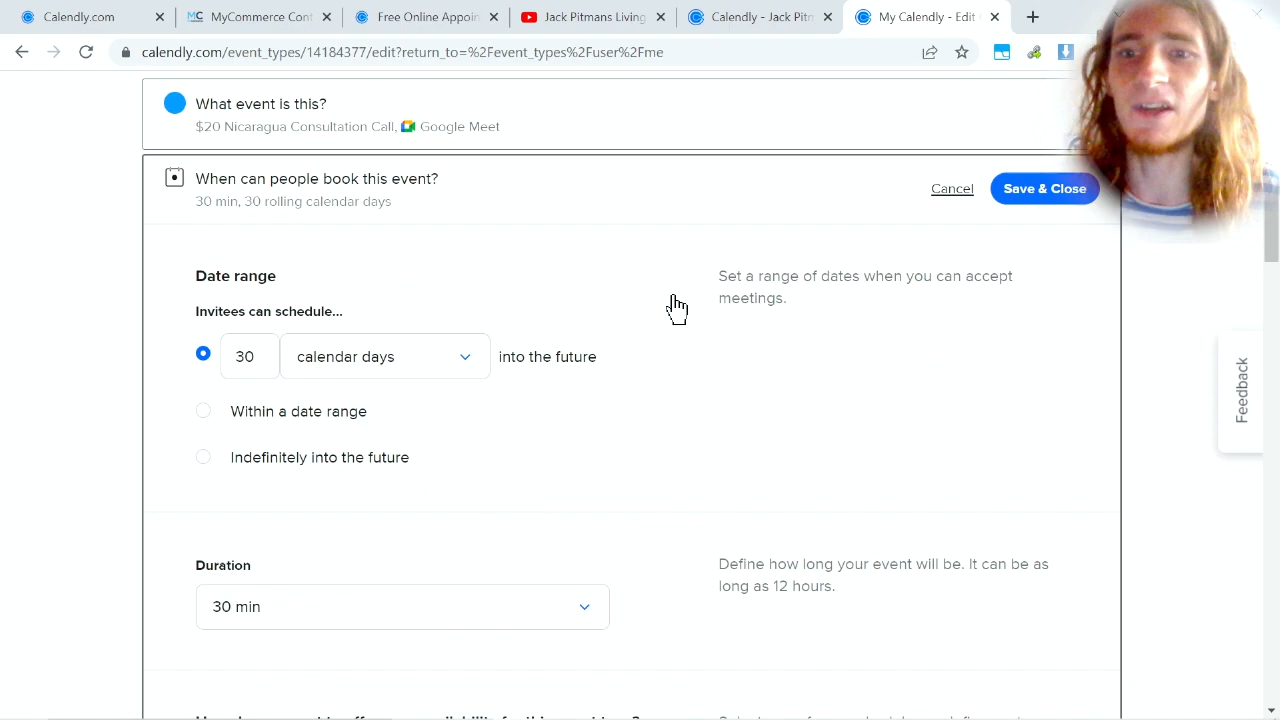 Calendly.com
MyCommerce Cont
Free Online Appoin
Jack Pitmans Living
Calendly - Jack Pitm
My Calendly - Edit
calendly.com/event_types/14184377/edit?return_to=%2Fevent_types%2Fuser%2Fme
What event is this?
$20 Nicaragua Consultation Call, Google Meet
When can people book this event?
30 min, 30 rolling calendar days
Cancel
Save & Close
Date range
Set a range of dates when you can accept
meetings.
Invitees can schedule...
30 calendar days into the future
Within a date range
Indefinitely into the future
Feedback
Duration
Define how long your event will be. It can be as
long as 12 hours.
30 min